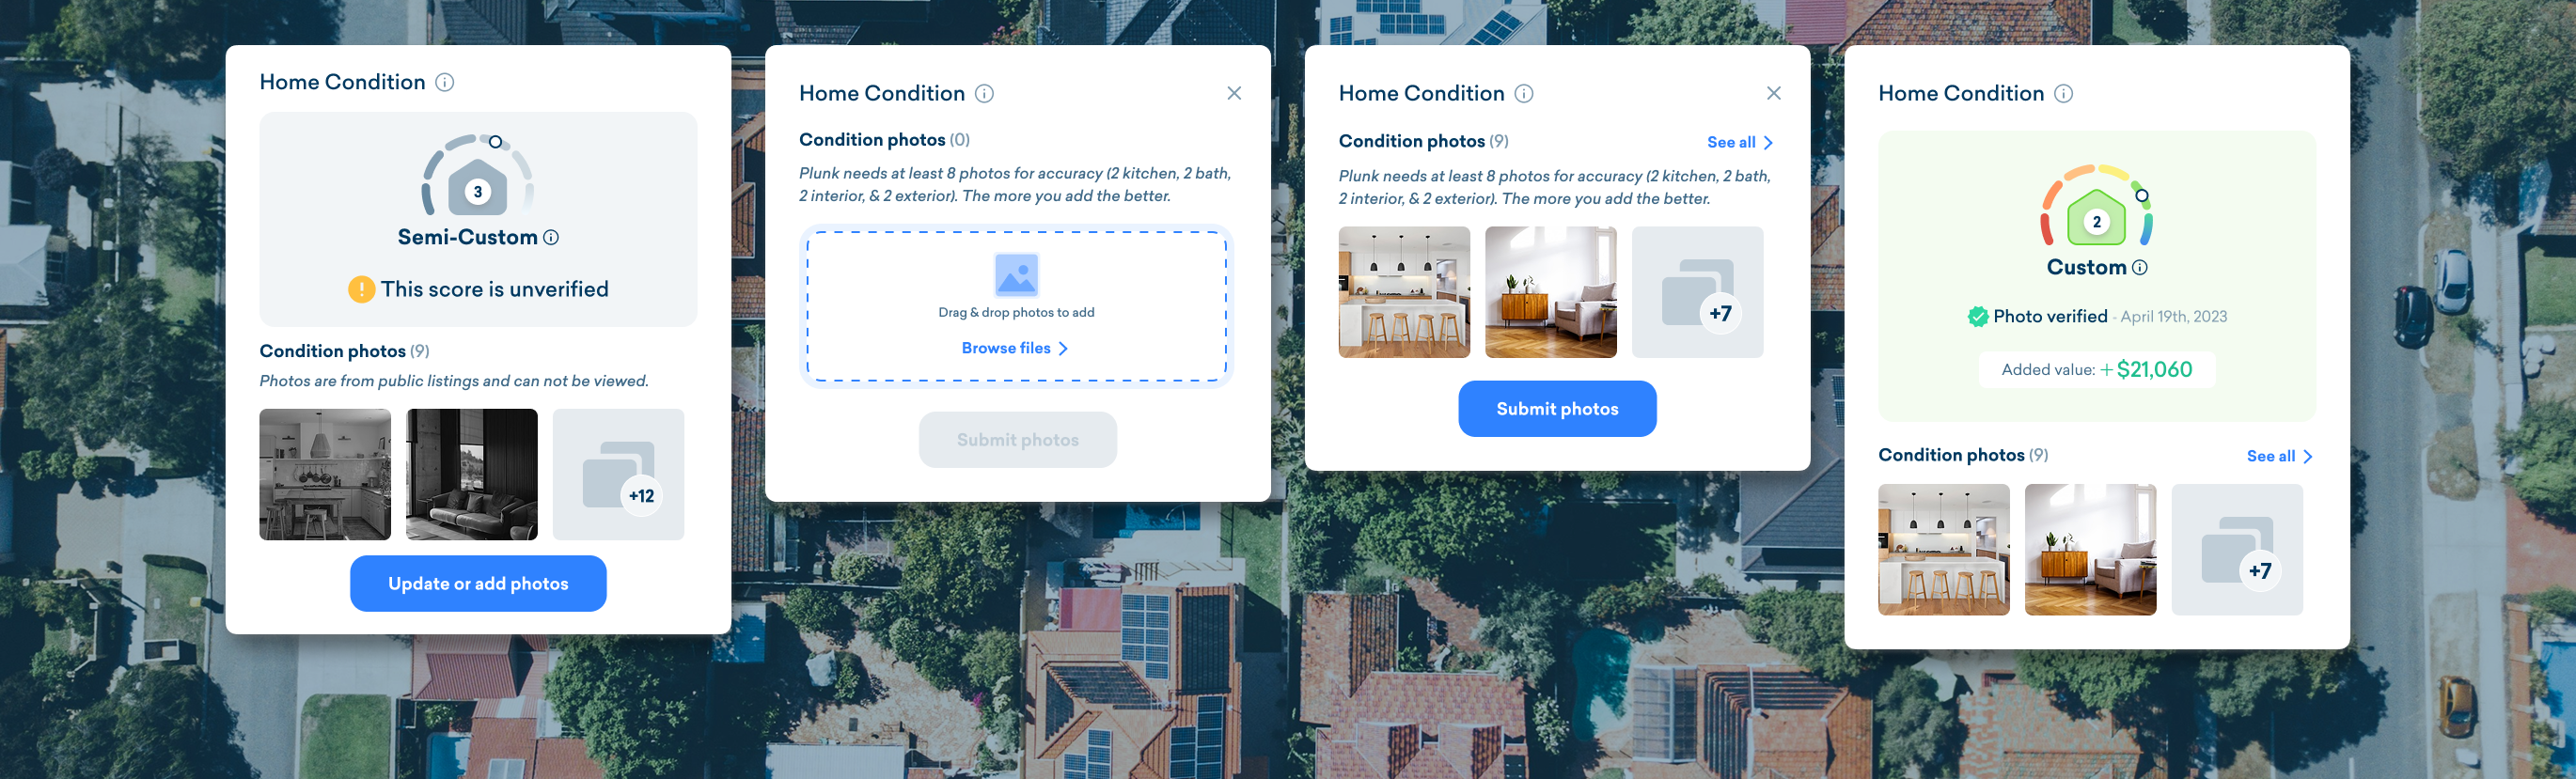 Home Condition
3
Semi-Custom
This score is unverified
Condition photos (9)
Photos are from public listings and can not be viewed.
+12
Update or add photos
Home Condition
Condition photos (0)
Plunk needs at least 8 photos for accuracy (2 kitchen, 2 bath,
2 interior, & 2 exterior). The more you add the better.
Drag & drop photos to add
Browse files
Submit photos
Home Condition
Condition photos (9)
See all
Plunk needs at least 8 photos for accuracy (2 kitchen, 2 bath,
2 interior, & 2 exterior). The more you add the better.
+7
Submit photos
Home Condition
2
Custom
Photo verified - April 19th, 2023
Added value: + $21,060
Condition photos (9)
See all
+7